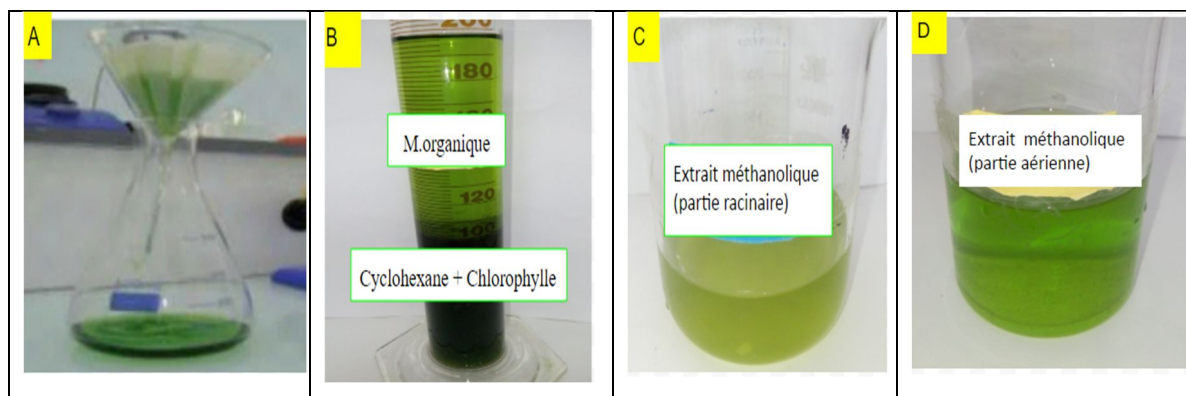 A
B
200
180
M.organique
120
100
Cyclohexane + Chlorophylle
C
Extrait méthanolique
(partie racinaire)
D
Extrait méthanolique
(partie aérienne)